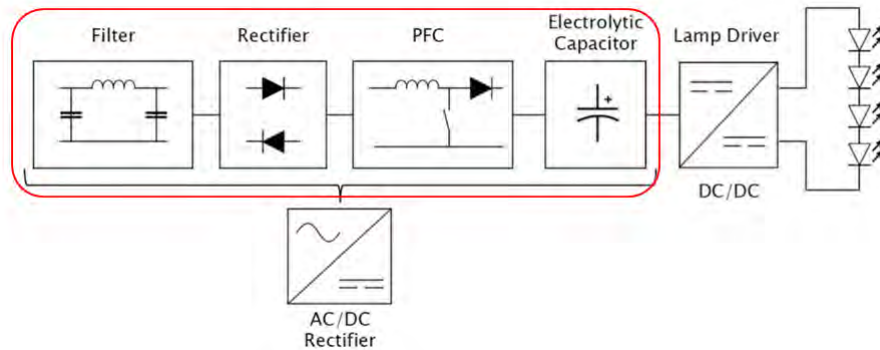 Filter
Rectifier
PFC
Electrolytic
Capacitor
Lamp Driver
+
DC/DC
AC/DC
Rectifier